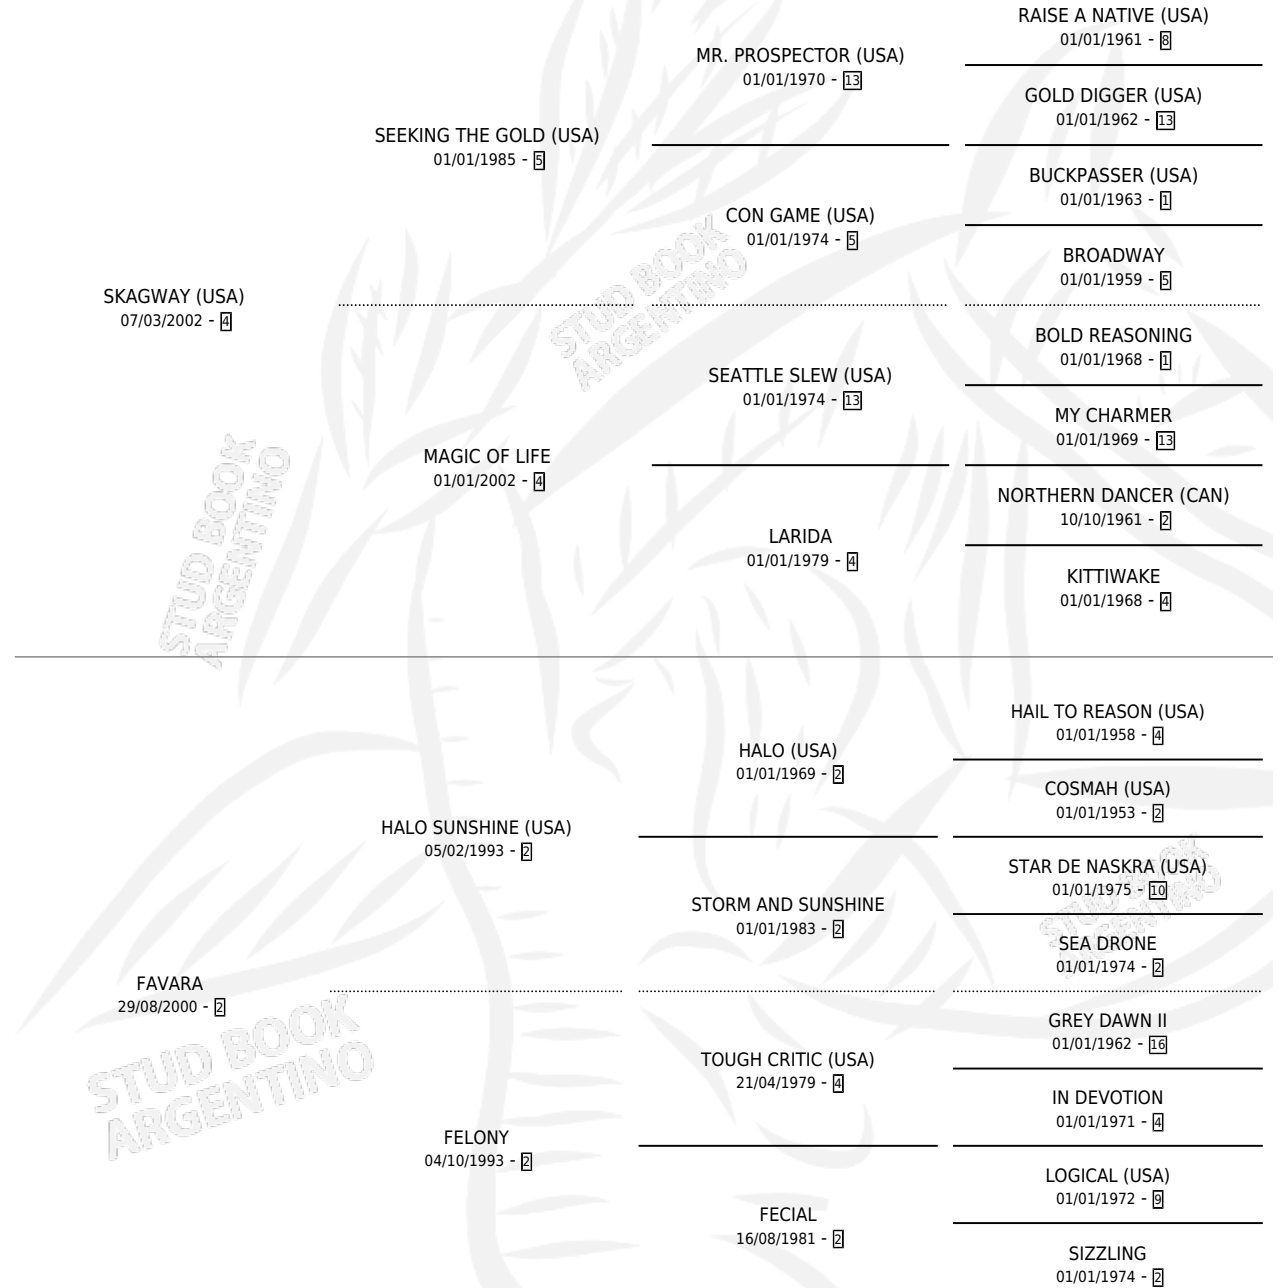 RAISE A NATIVE (USA)
01/01/1961 - 8
MR. PROSPECTOR (USA)
01/01/1970 - 13
GOLD DIGGER (USA)
01/01/1962 - 13
SEEKING THE GOLD (USA)
01/01/1985 - 5
BUCKPASSER (USA)
01/01/1963 - 1
CON GAME (USA)
01/01/1974 - 5
BROADWAY
01/01/1959 - 5
SKAGWAY (USA)
07/03/2002 - 4
BOLD REASONING
01/01/1968 - 1
SEATTLE SLEW (USA)
01/01/1974 - 13
MY CHARMER
01/01/1969 - 13
MAGIC OF LIFE
01/01/2002 - 4
NORTHERN DANCER (CAN)
10/10/1961 - 2
LARIDA
01/01/1979 - 4
KITTIWAKE
01/01/1968 - 4
HAIL TO REASON (USA)
01/01/1958 - 4
HALO (USA)
01/01/1969 - 2
COSMAH (USA)
01/01/1953 - 2
HALO SUNSHINE (USA)
05/02/1993 - 2
STAR DE NASKRA (USA)
01/01/1975 - 10
STORM AND SUNSHINE
01/01/1983 - 2
SEA DRONE
01/01/1974 - 2
FAVARA
29/08/2000 - 2
GREY DAWN II
01/01/1962 - 16
TOUGH CRITIC (USA)
21/04/1979 - 4
IN DEVOTION
01/01/1971 - 4
FELONY
04/10/1993 - 2
LOGICAL (USA)
01/01/1972 - 9
FECIAL
16/08/1981 - 2
SIZZLING
01/01/1974 - 2
STUD BOOK
ARGENTINO
STUD BOOK
ARGENTINO
STUD BOOK
ARGENTINO
STUD BOOK
ARGENTINO